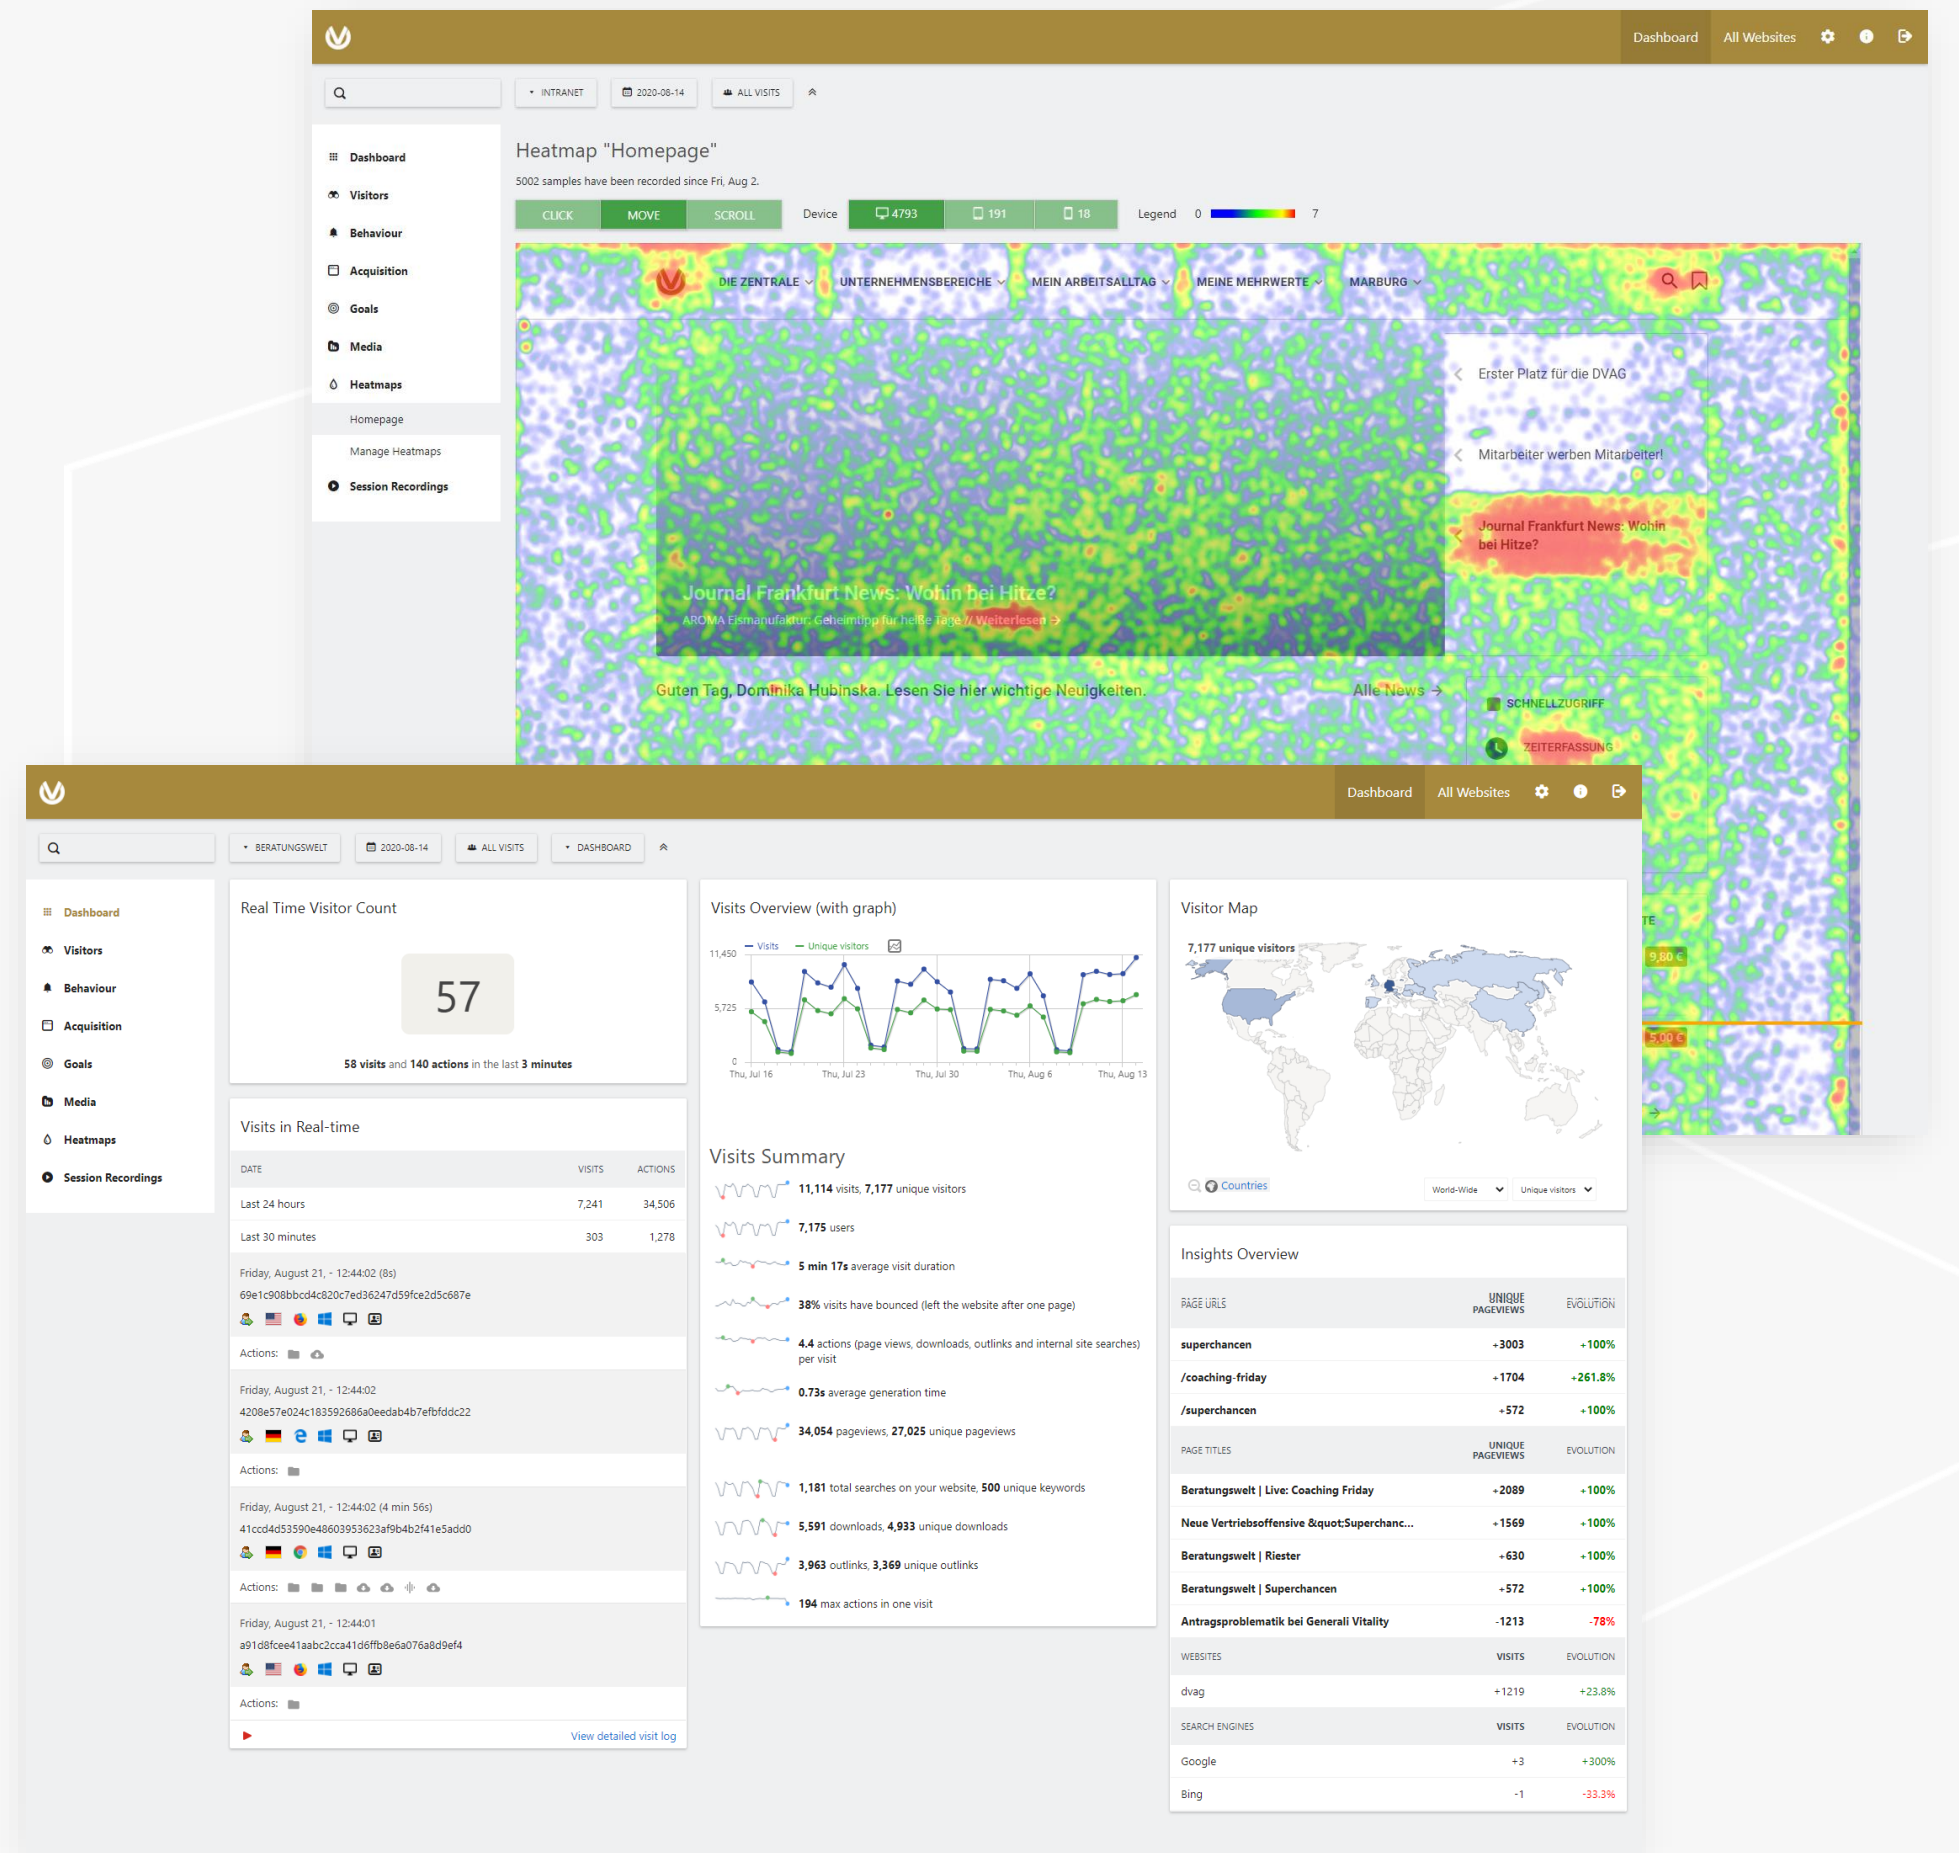 Dashboard
All Websites
INTRANET
2020-08-14
ALL VISITS
Dashboard
Visitors
Behaviour
Acquisition
Goals
Media
Heatmaps
Homepage
Manage Heatmaps
Session Recordings
Heatmap "Homepage"
5002 samples have been recorded since Fri, Aug 2.
CLICK MOVE SCROLL Device 4793 191 18 Legend 0 7
DIE ZENTRALE UNTERNEHMENSBEREICHE MEIN ARBEITSALLTAG MEINE MEHRWERTE MARBURG
Erster Platz für die DVAG
Mitarbeiter werben Mitarbeiter!
Journal Frankfurt News: Wohin
bei Hitze?
Journal Frankfurt News: Wohin bei Hitze?
AROMA Eismanufaktur: Geheimtipp für heiße Tage // Weiterlesen →
Guten Tag, Dominika Hubinska. Lesen Sie hier wichtige Neuigkeiten.
Alle News →
SCHNELLZUGRIFF
ZEITERFASSUNG
TE
9,80 €
5,00 €
Dashboard
All Websites
BERATUNGSWELT
2020-08-14
ALL VISITS
DASHBOARD
Dashboard
Visitors
Behaviour
Acquisition
Goals
Media
Heatmaps
Session Recordings
Real Time Visitor Count
57
58 visits and 140 actions in the last 3 minutes
Visits in Real-time
DATE VISITS ACTIONS
Last 24 hours 7,241 34,506
Last 30 minutes 303 1,278
Friday, August 21, - 12:44:02 (8s)
69e1c908bbcd4c820c7ed36247d59fce2d5c687e
Actions:
Friday, August 21, - 12:44:02
4208e57e024c183592686a0eedab4b7efbfddc22
Actions:
Friday, August 21, - 12:44:02 (4 min 56s)
41ccd4d53590e48603953623af9b4b2f41e5add0
Actions:
Friday, August 21, - 12:44:01
a91d8fcee41aabc2cca41d6ffb8e6a076a8d9ef4
Actions:
View detailed visit log
Visits Overview (with graph)
Visits Unique visitors
11,450
5,725
0
Thu, Jul 16 Thu, Jul 23 Thu, Jul 30 Thu, Aug 6 Thu, Aug 13
Visits Summary
11,114 visits, 7,177 unique visitors
7,175 users
5 min 17s average visit duration
38% visits have bounced (left the website after one page)
4.4 actions (page views, downloads, outlinks and internal site searches)
per visit
0.73s average generation time
34,054 pageviews, 27,025 unique pageviews
1,181 total searches on your website, 500 unique keywords
5,591 downloads, 4,933 unique downloads
3,963 outlinks, 3,369 unique outlinks
194 max actions in one visit
Visitor Map
7,177 unique visitors
Countries
World-Wide
Unique visitors
Insights Overview
PAGE URLS UNIQUE PAGEVIEWS EVOLUTION
superchancen +3003 +100%
/coaching-friday +1704 +261.8%
/superchancen +572 +100%
PAGE TITLES UNIQUE PAGEVIEWS EVOLUTION
Beratungswelt | Live: Coaching Friday +2089 +100%
Neue Vertriebsoffensive &quot;Superchanc... +1569 +100%
Beratungswelt | Riester +630 +100%
Beratungswelt | Superchancen +572 +100%
Antragsproblematik bei Generali Vitality -1213 -78%
WEBSITES VISITS EVOLUTION
dvag +1219 +23.8%
SEARCH ENGINES VISITS EVOLUTION
Google +3 +300%
Bing -1 -33.3%